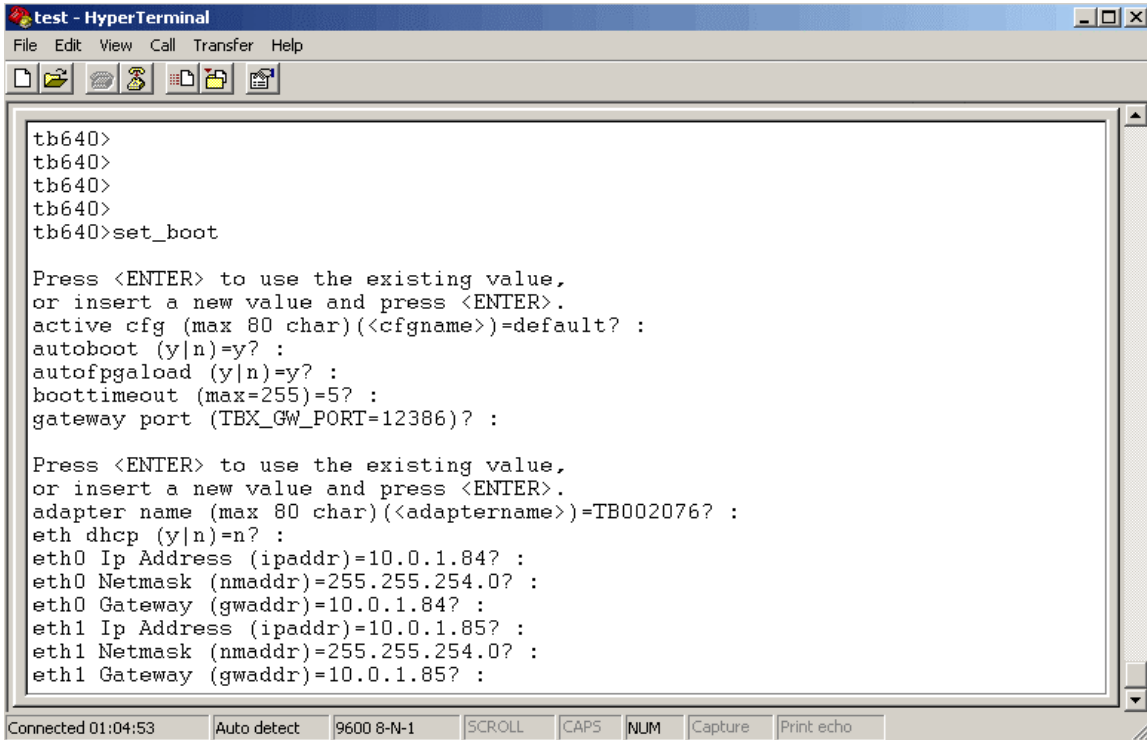 test - HyperTerminal
File Edit View Call Transfer Help
tb640>
tb640>
tb640>
tb640>
tb640>set_boot
Press <ENTER> to use the existing value,
or insert a new value and press <ENTER>.
active cfg (max 80 char)(<cfgname>)=default? :
autoboot (y|n)=y? :
autofpgaload (y|n)=y? :
boottimeout (max=255)=5? :
gateway port (TBX_GW_PORT=12386)? :
Press <ENTER> to use the existing value,
or insert a new value and press <ENTER>.
adapter name (max 80 char)(<adaptername>)=TB002076? :
eth dhcp (y|n)=n? :
eth0 Ip Address (ipaddr)=10.0.1.84? :
eth0 Netmask (nmaddr)=255.255.254.0? :
eth0 Gateway (gwaddr)=10.0.1.84? :
eth1 Ip Address (ipaddr)=10.0.1.85? :
eth1 Netmask (nmaddr)=255.255.254.0? :
eth1 Gateway (gwaddr)=10.0.1.85? :
Connected 01:04:53 Auto detect 9600 8-N-1 SCROLL CAPS NUM Capture Print echo